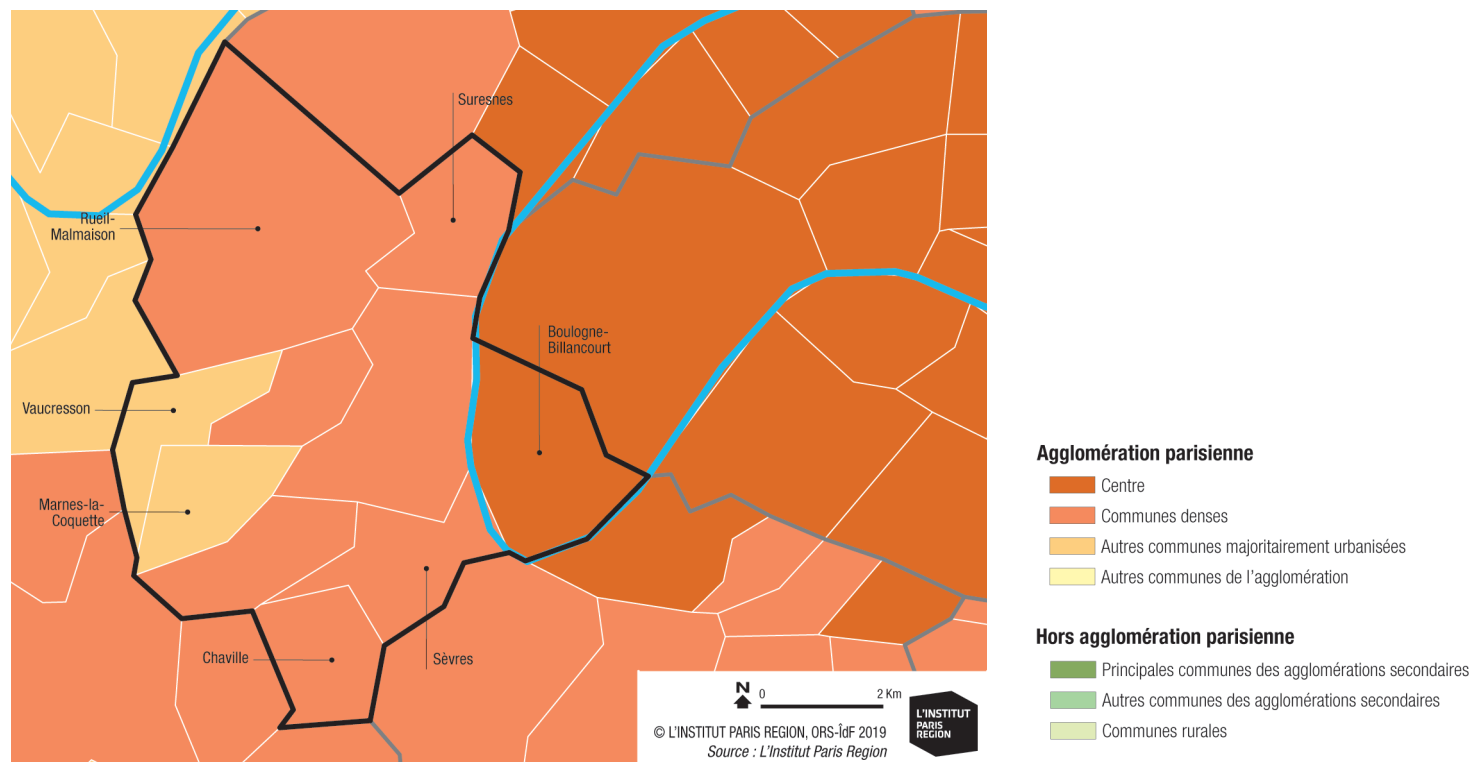 Suresnes
Rueil-
Malmaison
Boulogne-
Billancourt
Vaucresson
Marnes-la-
Coquette
Chaville
Sèvres
N
0 2 Km
© L'INSTITUT PARIS REGION, ORS-ÎdF 2019
Source : L'Institut Paris Region
L'INSTITUT
PARIS
REGION
Agglomération parisienne
Centre
Communes denses
Autres communes majoritairement urbanisées
Autres communes de l'agglomération
Hors agglomération parisienne
Principales communes des agglomérations secondaires
Autres communes des agglomérations secondaires
Communes rurales